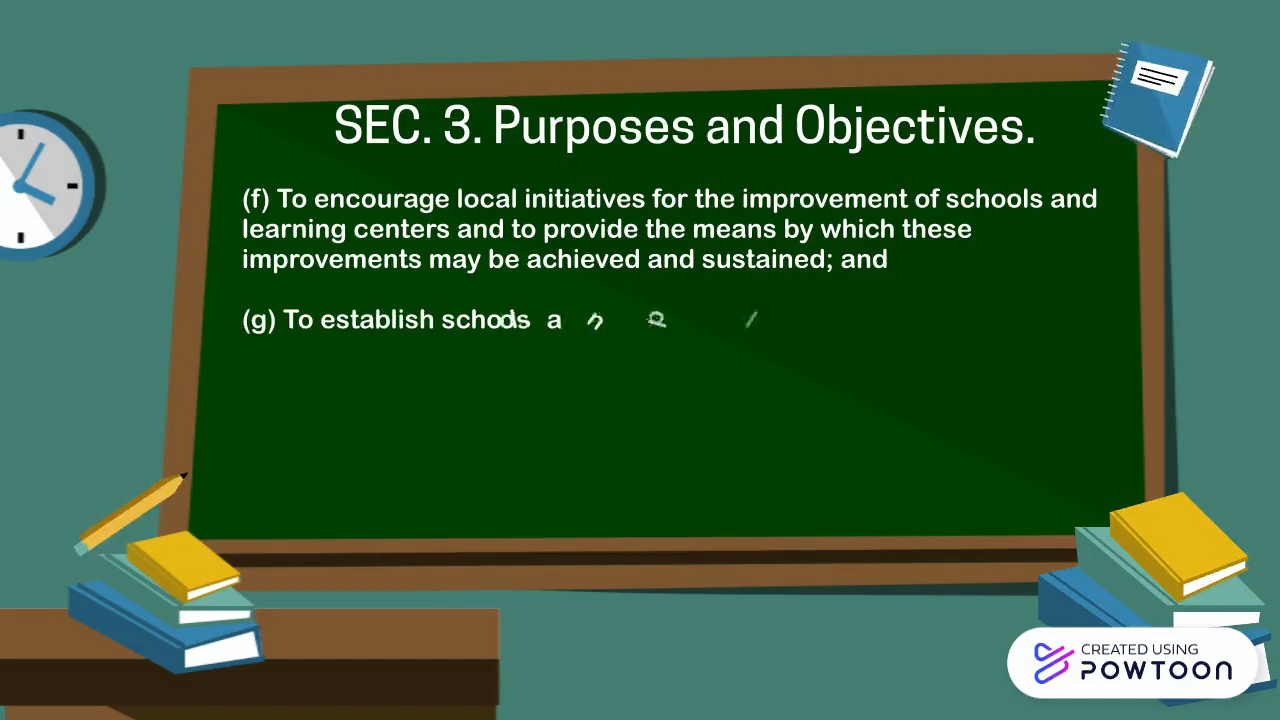 SEC. 3. Purposes and Objectives.
(f) To encourage local initiatives for the improvement of schools and
learning centers and to provide the means by which these
improvements may be achieved and sustained; and
(g) To establish schools a
CREATED USING
POWTOON